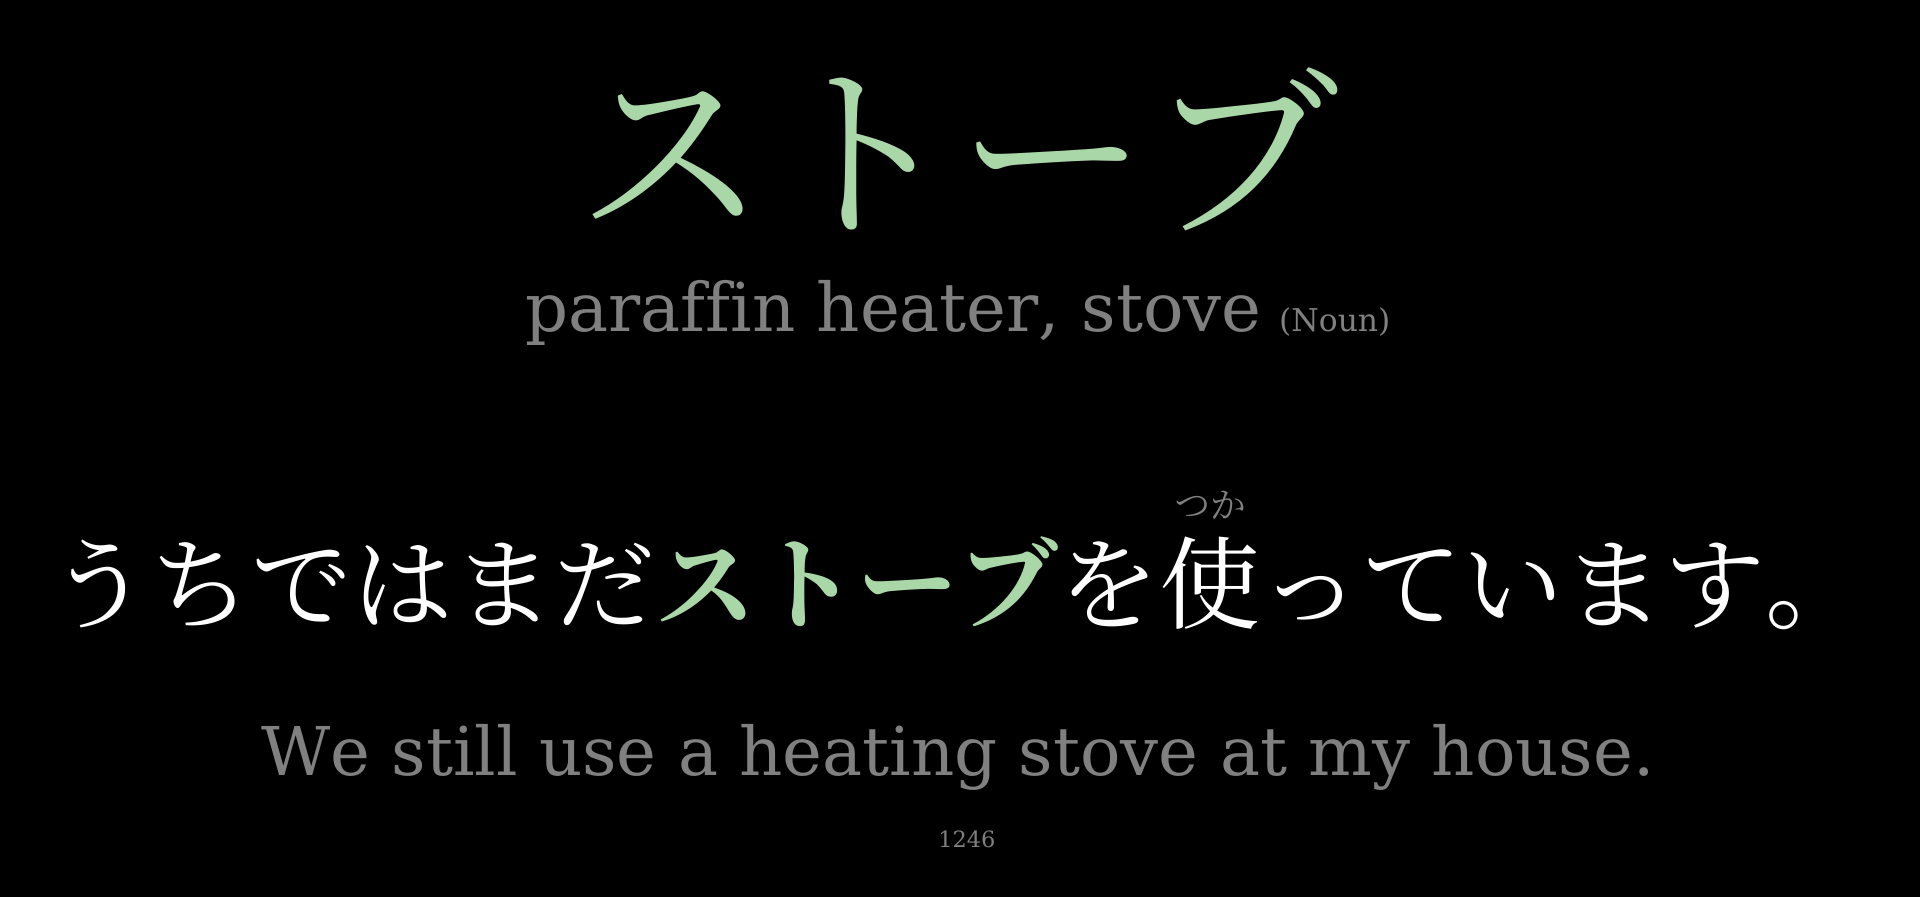 ストーブ
paraffin heater, stove (Noun)
つか
うちではまだストーブを使っています。
We still use a heating stove at my house.
1246